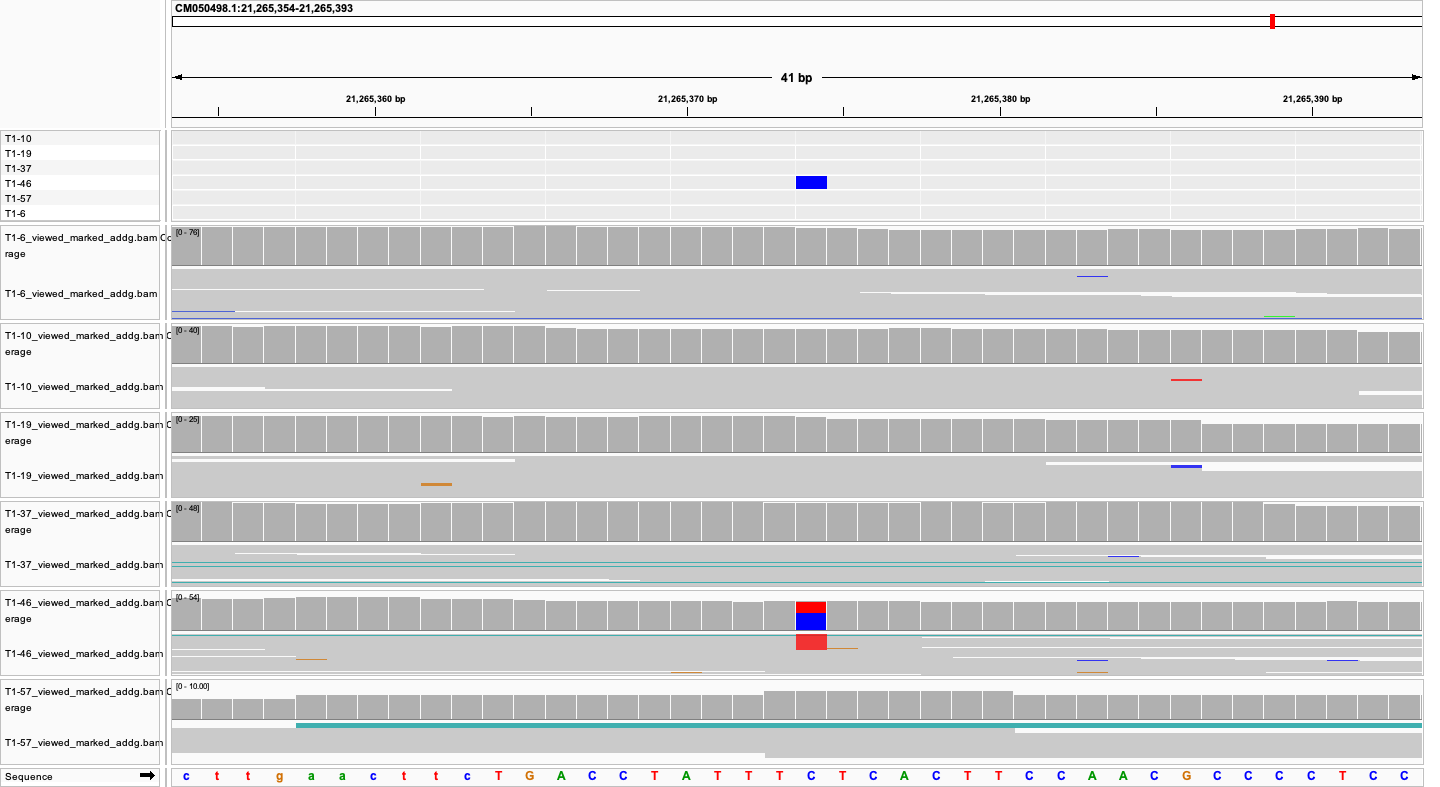 CM050498.1:21,265,354-21,265,393
41 bp
21,265,360 bp 21,265,370 bp 21,265,380 bp 21,265,390 bp
T1-10
T1-19
T1-37
T1-46
T1-57
T1-6
T1-6_viewed_marked_addg.bam Co
rage
[0 - 76]
T1-6_viewed_marked_addg.bam
T1-10_viewed_marked_addg.bam C
erage
[0 - 40]
T1-10_viewed_marked_addg.bam
T1-19_viewed_marked_addg.bam C
erage
[0 - 25]
T1-19_viewed_marked_addg.bam
T1-37_viewed_marked_addg.bam C
erage
[0 - 48]
T1-37_viewed_marked_addg.bam
T1-46_viewed_marked_addg.bam C
erage
[0 - 54]
T1-46_viewed_marked_addg.bam
T1-57_viewed_marked_addg.bam C
erage
[0 - 10.00]
T1-57_viewed_marked_addg.bam
Sequence c t t g a a c t t c T G A C C T A T T T C T C A C T T C C A A C G C C C C T C C